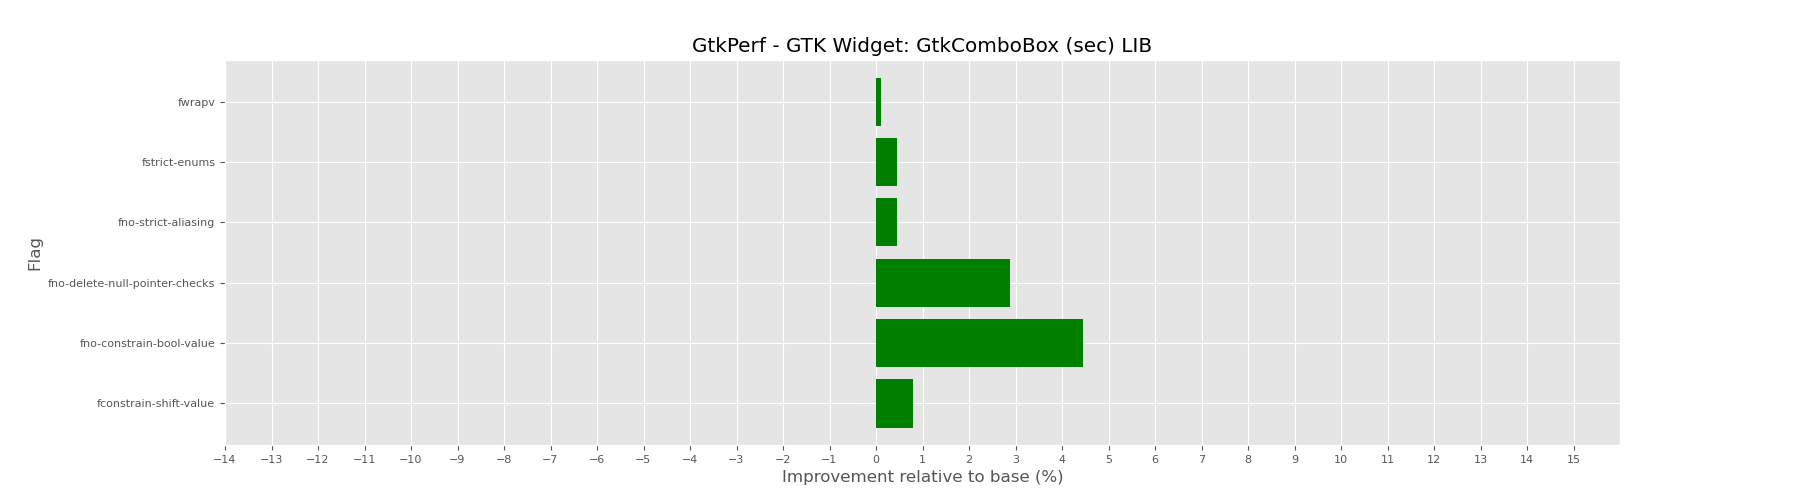 GtkPerf - GTK Widget: GtkComboBox (sec) LIB
Flag
fwrapv
fstrict-enums
fno-strict-aliasing
fno-delete-null-pointer-checks
fno-constrain-bool-value
fconstrain-shift-value
−14 −13 −12 −11 −10 −9 −8 −7 −6 −5 −4 −3 −2 −1 0 1 2 3 4 5 6 7 8 9 10 11 12 13 14 15
Improvement relative to base (%)